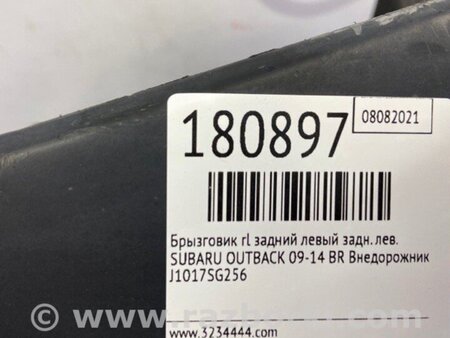 180897
08082021
Брызговик rl задний левый задн. лев.
SUBARU OUTBACK 09-14 BR Внедорожник
J1017SG256
www.3234444.com